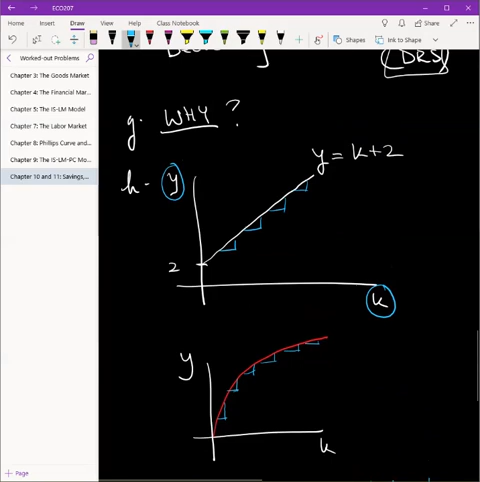 ECO207
File Home Insert Draw View Help Class Notebook Share
Shapes Ink to Shape
Worked-out Problems
Chapter 3: The Goods Market
Chapter 4: The Financial Mar...
Chapter 5: The IS-LM Model
Chapter 7: The Labor Market
Chapter 8: Phillips Curve and...
Chapter 9: The IS-LM-PC Mo...
Chapter 10 and 11: Savings,...
+ Page
(DRS)
g. WHY ?
h- y
y = k+2
2
k
y
k